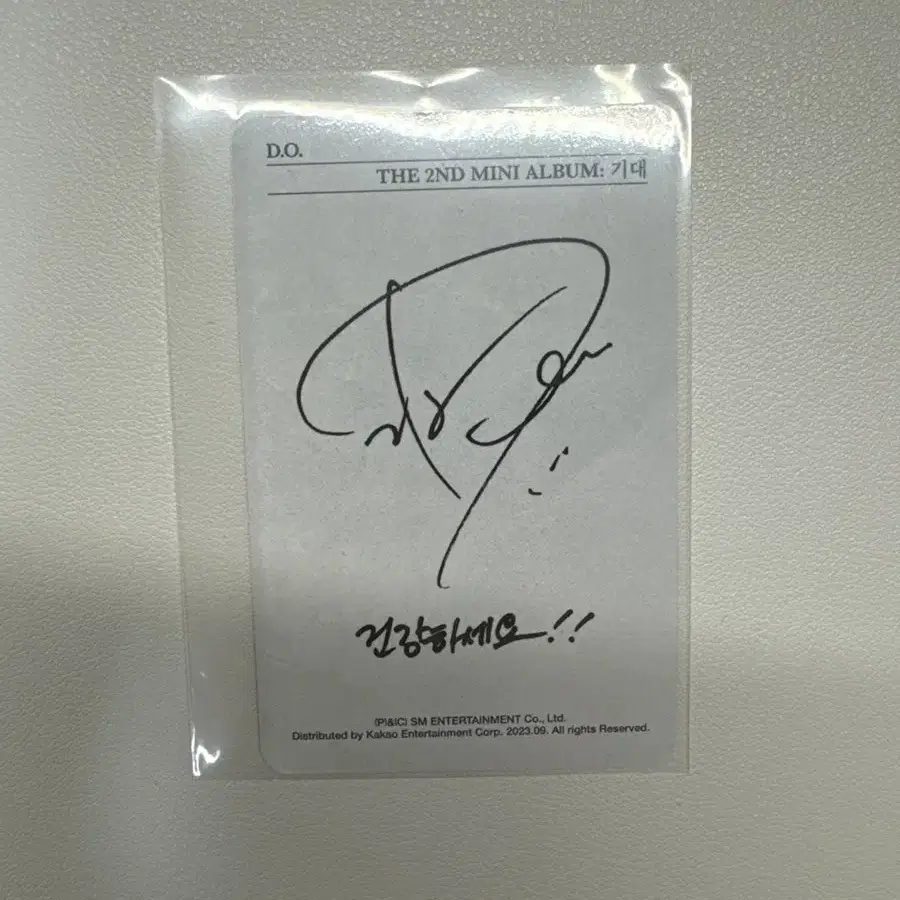 D.O.
THE 2ND MINI ALBUM: 기대
건강하세요!!
(P)&(C) SM ENTERTAINMENT Co., Ltd.
Distributed by Kakao Entertainment Corp. 2023.09. All rights Reserved.